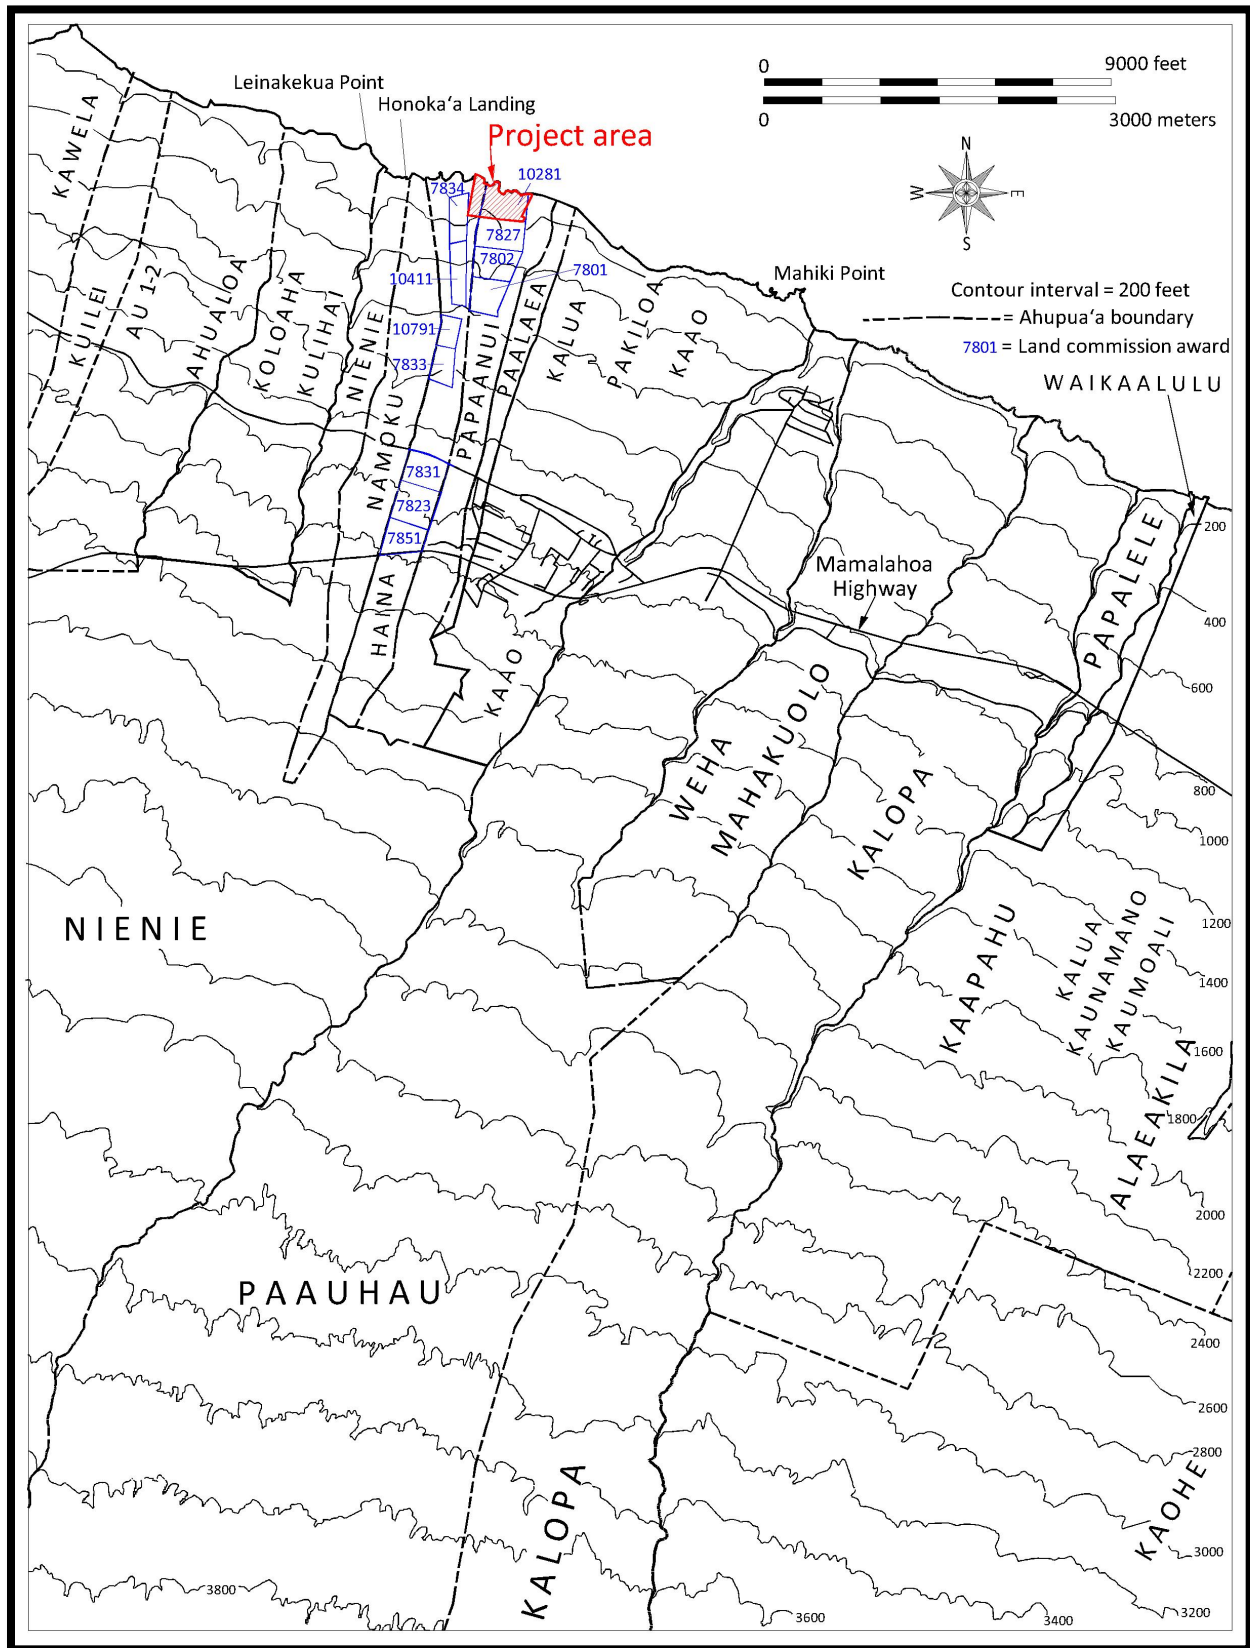 0
9000 feet
0
3000 meters
N
W
E
S
Leinakekua Point
Honoka‘a Landing
Project area
Mahiki Point
Contour interval = 200 feet
= Ahupua‘a boundary
7801 = Land commission award
WAIKAALULU
KAWELA
KUILEI
AU 1-2
AHUALOA
KOLOAHA
KULIHAI
NIENIE
NAMOKU
HAINA
PAPAANUI
PAALAEA
KALUA
PAKILOA
KAAO
7834
10281
7827
7802
7801
10411
10791
7833
7831
7823
7851
Mamalahoa
Highway
PAPALELE
200
400
600
800
1000
1200
1400
1600
1800
2000
2200
2400
2600
2800
3000
3200
3400
3600
3800
KAAO
WEHA
MAHAKUOLO
KALOPA
KAAPAHU
KALUA
KAUNAMANO
KAUMOALI
ALAEAKILA
NIENIE
PAAUHAU
KALOPA
KAOHE